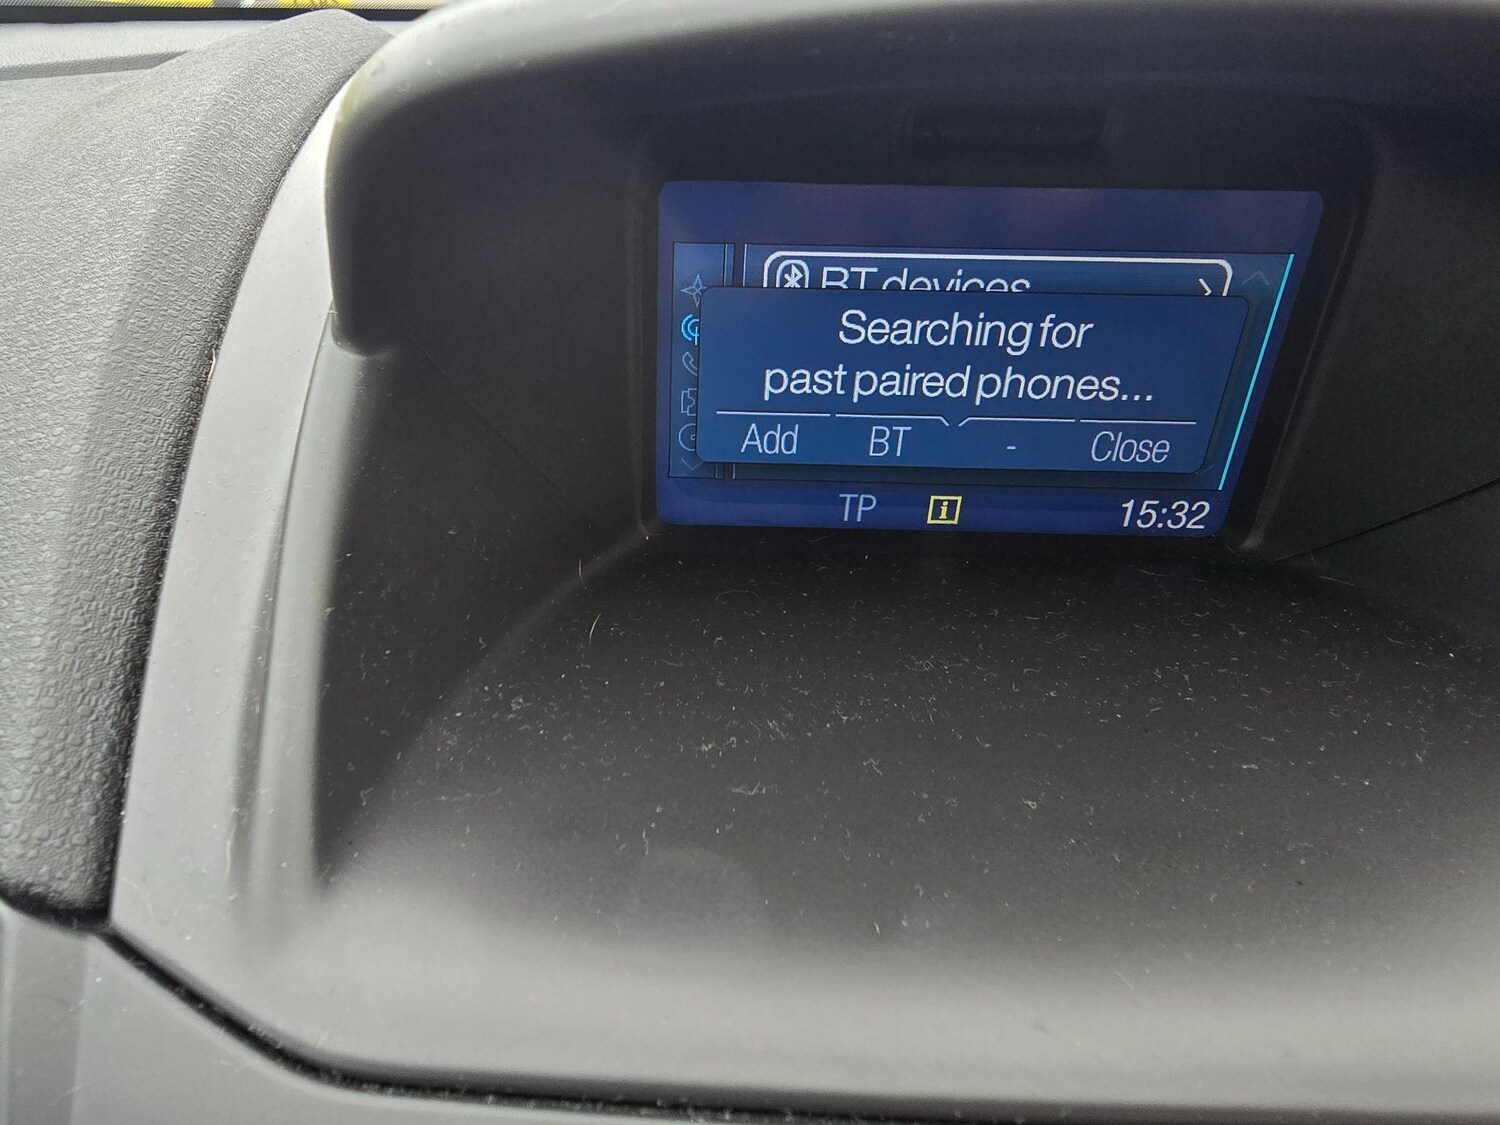 BT devices
Searching for
past paired phones...
Add BT - Close
TP i 15:32